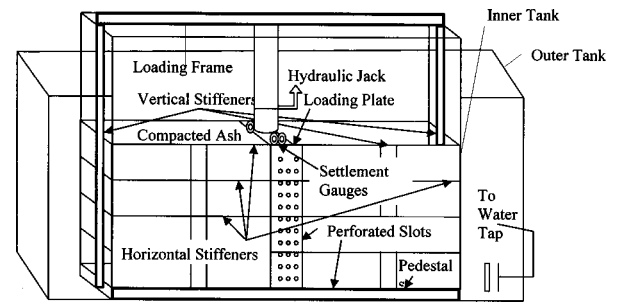 Inner Tank
Outer Tank
Loading Frame
Hydraulic Jack
Vertical Stiffeners
Loading Plate
Compacted Ash
Settlement
Gauges
To
Water
Tap
Perforated Slots
Horizontal Stiffeners
Pedestal
s